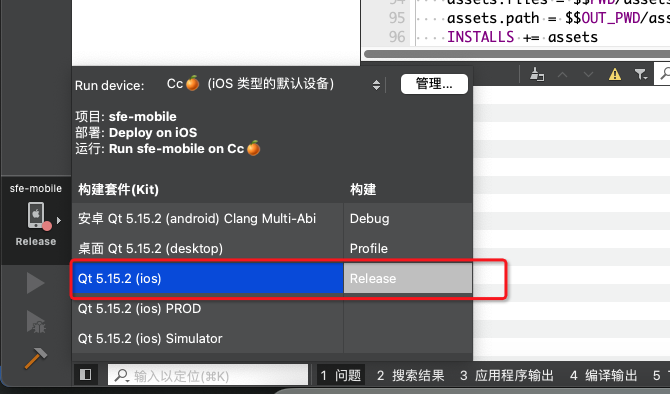 94 assets.files = $$PWD/assets
95 assets.path = $$OUT_PWD/ass
96 INSTALLS += assets
Run device: Cc🍊 (iOS 类型的默认设备) 管理...
项目: sfe-mobile
部署: Deploy on iOS
运行: Run sfe-mobile on Cc🍊
sfe-mobile
Release
构建套件(Kit) 构建
安卓 Qt 5.15.2 (android) Clang Multi-Abi Debug
桌面 Qt 5.15.2 (desktop) Profile
Qt 5.15.2 (ios) Release
Qt 5.15.2 (ios) PROD
Qt 5.15.2 (ios) Simulator
输入以定位(⌘K) 1 问题 2 搜索结果 3 应用程序输出 4 编译输出 5